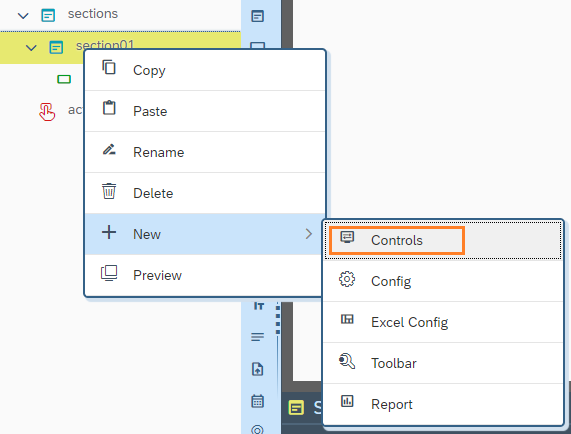 sections
section01
Copy
Paste
Rename
Delete
New
Preview
Controls
Config
Excel Config
Toolbar
Report